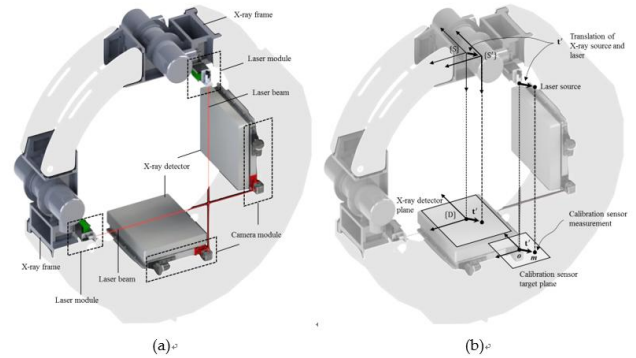 X-ray frame
Laser module
Laser beam
X-ray detector
Camera module
X-ray frame
Laser beam
Laser module
(a)
{S}
{S'}
t^s
Translation of
X-ray source and
laser
Laser source
X-ray detector
plane
{D}
t^s
Calibration sensor
measurement
t^s
o
m
Calibration sensor
target plane
(b)